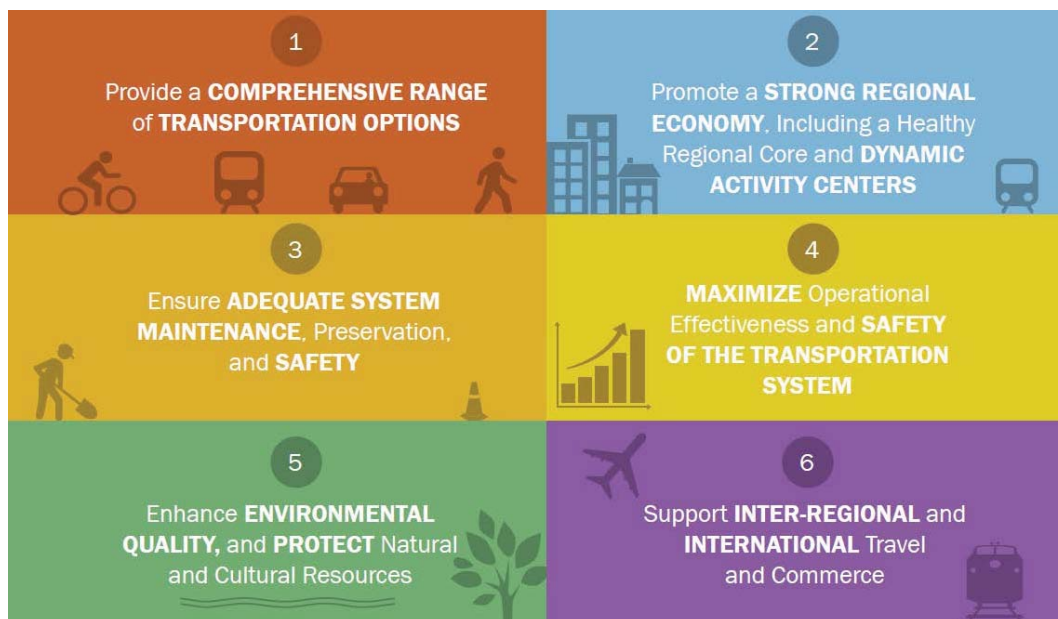 1
Provide a COMPREHENSIVE RANGE
of TRANSPORTATION OPTIONS
2
Promote a STRONG REGIONAL
ECONOMY, Including a Healthy
Regional Core and DYNAMIC
ACTIVITY CENTERS
3
Ensure ADEQUATE SYSTEM
MAINTENANCE, Preservation,
and SAFETY
4
MAXIMIZE Operational
Effectiveness and SAFETY
OF THE TRANSPORTATION
SYSTEM
5
Enhance ENVIRONMENTAL
QUALITY, and PROTECT Natural
and Cultural Resources
6
Support INTER-REGIONAL and
INTERNATIONAL Travel
and Commerce